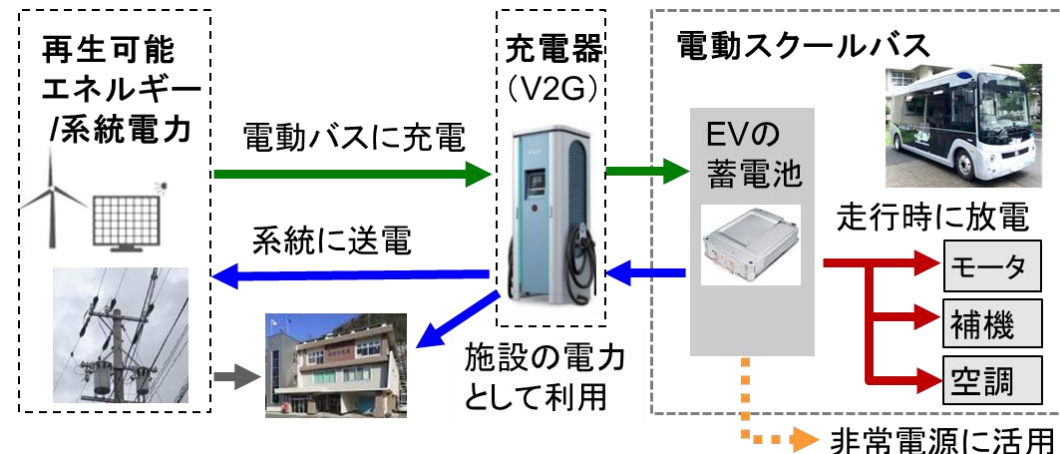 再生可能
エネルギー
/系統電力
充電器
（V2G）
電動スクールバス
電動バスに充電
EVの
蓄電池
系統に送電
走行時に放電
モータ
補機
空調
施設の電力
として利用
非常電源に活用